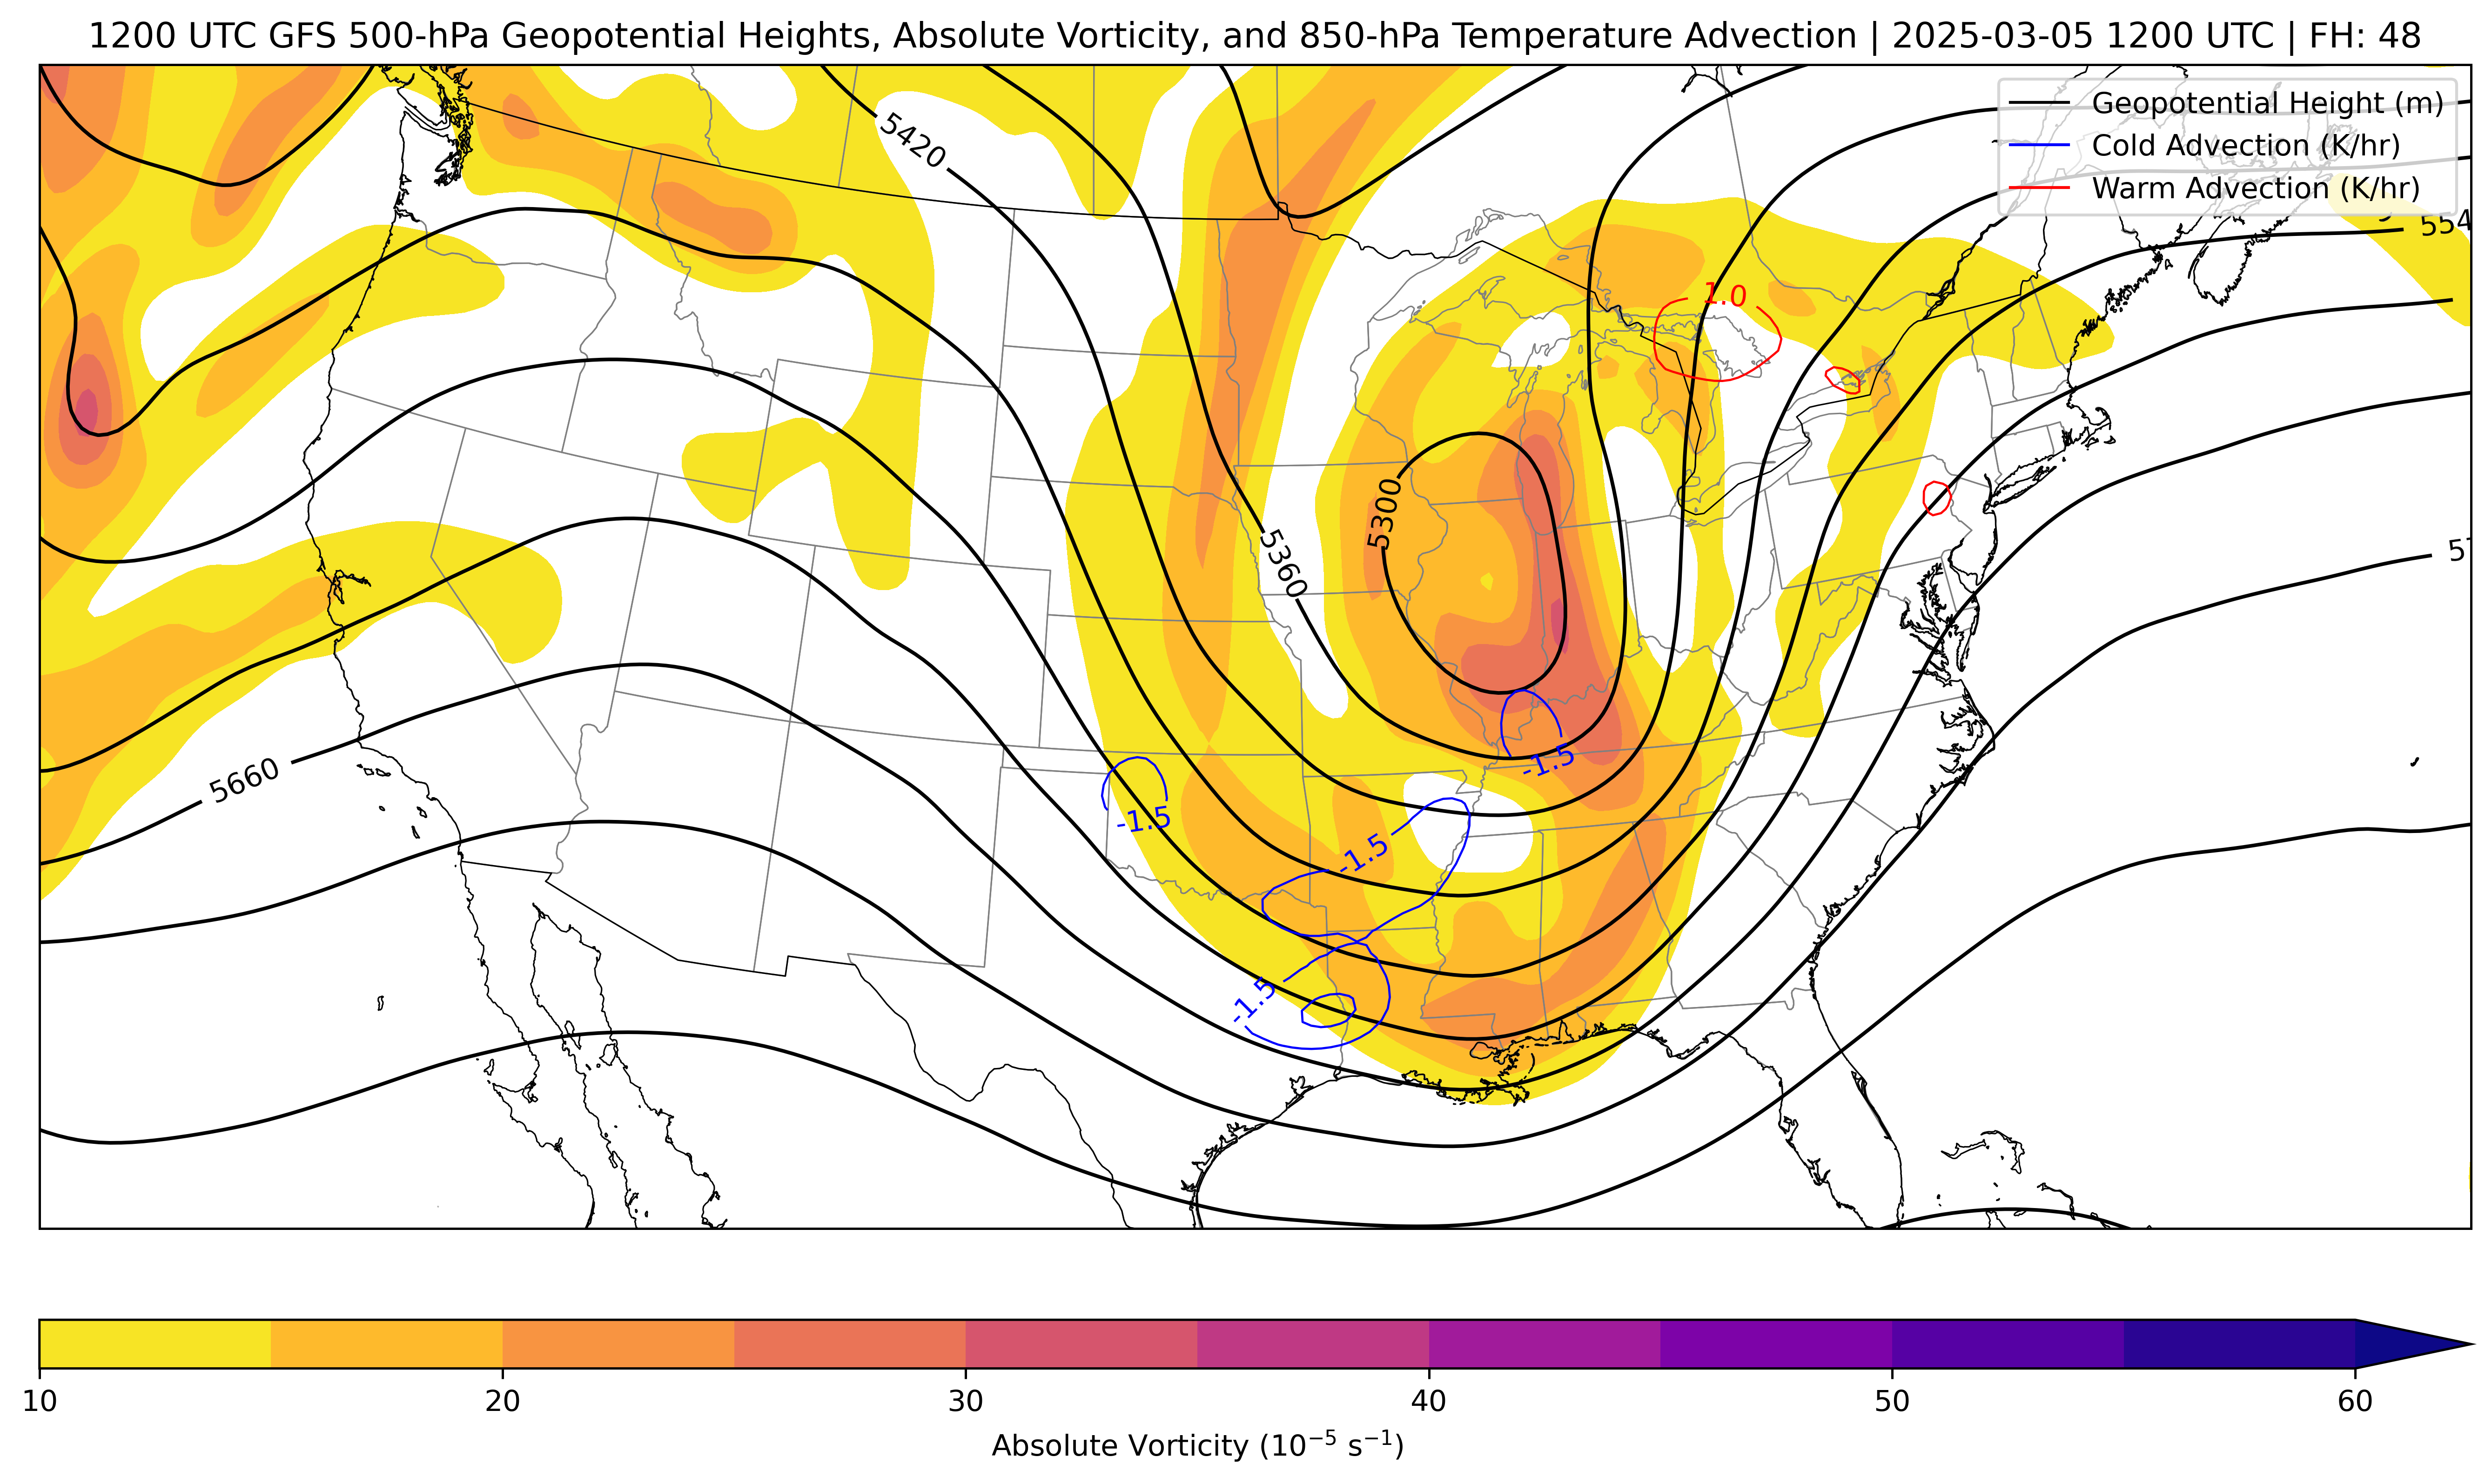 1200 UTC GFS 500-hPa Geopotential Heights, Absolute Vorticity, and 850-hPa Temperature Advection | 2025-03-05 1200 UTC | FH: 48
Geopotential Height (m)
Cold Advection (K/hr)
Warm Advection (K/hr)
5420
554
1.0
5300
5360
57
5660
-1.5
-1.5
-1.5
-1.5
10 20 30 40 50 60
Absolute Vorticity (10⁻⁵ s⁻¹)